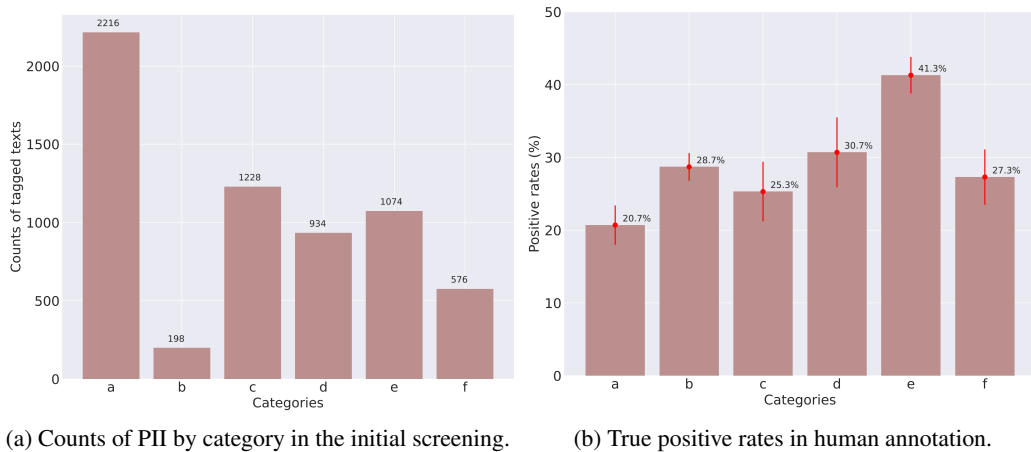 2216
2000
1500
1228
1074
1000
934
576
500
198
0
a b c d e f
Categories
Counts of tagged texts
(a) Counts of PII by category in the initial screening.
50
41.3%
40
30.7%
30
28.7%
27.3%
25.3%
20.7%
20
10
0
a b c d e f
Categories
Positive rates (%)
(b) True positive rates in human annotation.